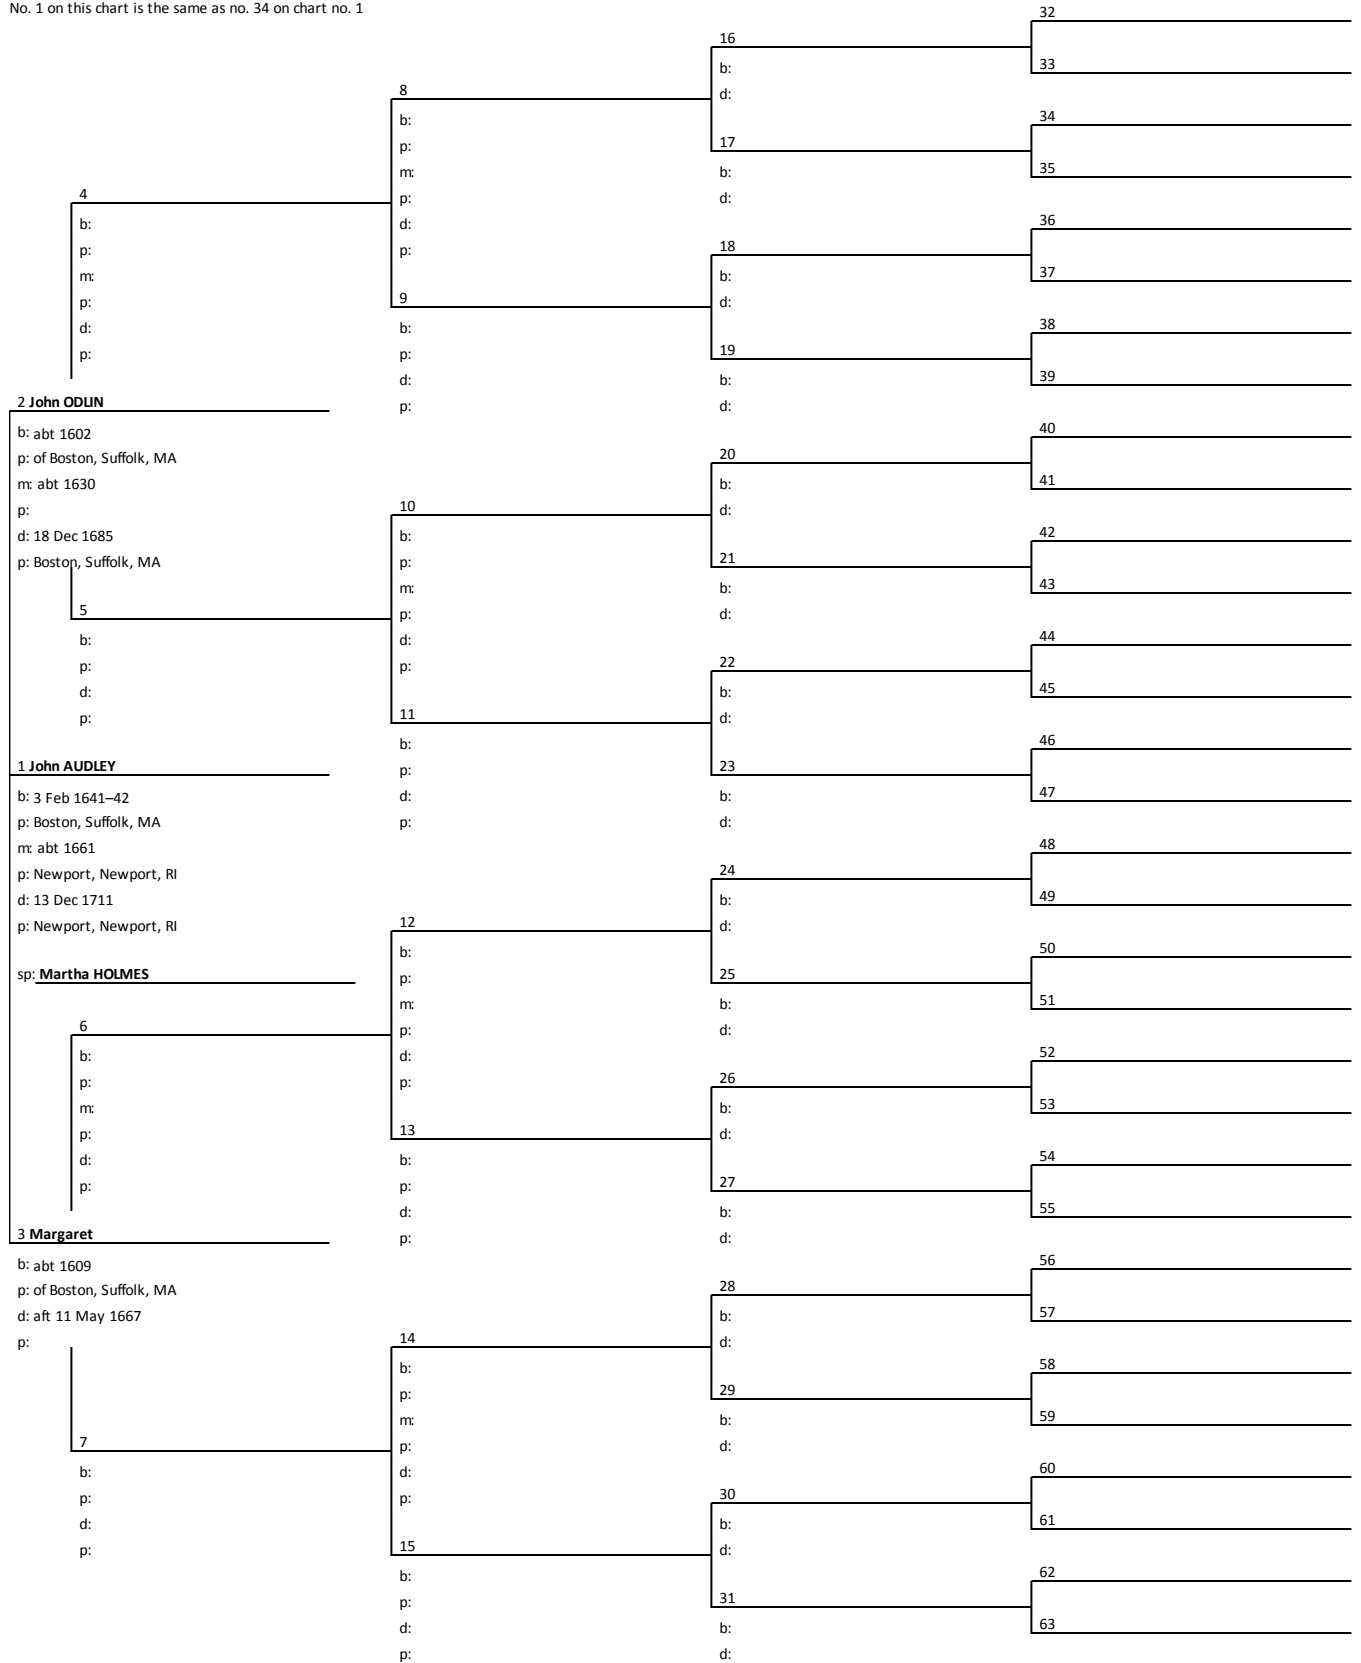 No. 1 on this chart is the same as no. 34 on chart no. 1
4
b:
p:
m:
p:
d:
p:
2 John ODLIN
b: abt 1602
p: of Boston, Suffolk, MA
m: abt 1630
p:
d: 18 Dec 1685
p: Boston, Suffolk, MA
5
b:
p:
d:
p:
1 John AUDLEY
b: 3 Feb 1641–42
p: Boston, Suffolk, MA
m: abt 1661
p: Newport, Newport, RI
d: 13 Dec 1711
p: Newport, Newport, RI
sp: Martha HOLMES
6
b:
p:
m:
p:
d:
p:
3 Margaret
b: abt 1609
p: of Boston, Suffolk, MA
d: aft 11 May 1667
p:
7
b:
p:
d:
p:
8
b:
p:
m:
p:
d:
p:
9
b:
p:
d:
p:
10
b:
p:
m:
p:
d:
p:
11
b:
p:
d:
p:
12
b:
p:
m:
p:
d:
p:
13
b:
p:
d:
p:
14
b:
p:
m:
p:
d:
p:
15
b:
p:
d:
p:
16
b:
d:
17
b:
d:
18
b:
d:
19
b:
d:
20
b:
d:
21
b:
d:
22
b:
d:
23
b:
d:
24
b:
d:
25
b:
d:
26
b:
d:
27
b:
d:
28
b:
d:
29
b:
d:
30
b:
d:
31
b:
d:
32
33
34
35
36
37
38
39
40
41
42
43
44
45
46
47
48
49
50
51
52
53
54
55
56
57
58
59
60
61
62
63